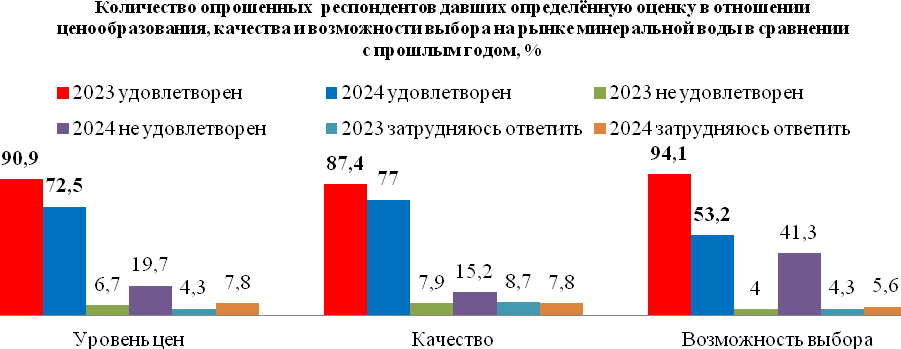 Количество опрошенных респондентов давших определённую оценку в отношении
ценообразования, качества и возможности выбора на рынке минеральной воды в сравнении
с прошлым годом, %
2023 удовлетворен 2024 удовлетворен 2023 не удовлетворен
2024 не удовлетворен 2023 затрудняюсь ответить 2024 затрудняюсь ответить
90,9 72,5 6,7 19,7 4,3 7,8
87,4 77 7,9 15,2 8,7 7,8
94,1 53,2 4 41,3 4,3 5,6
Уровень цен Качество Возможность выбора